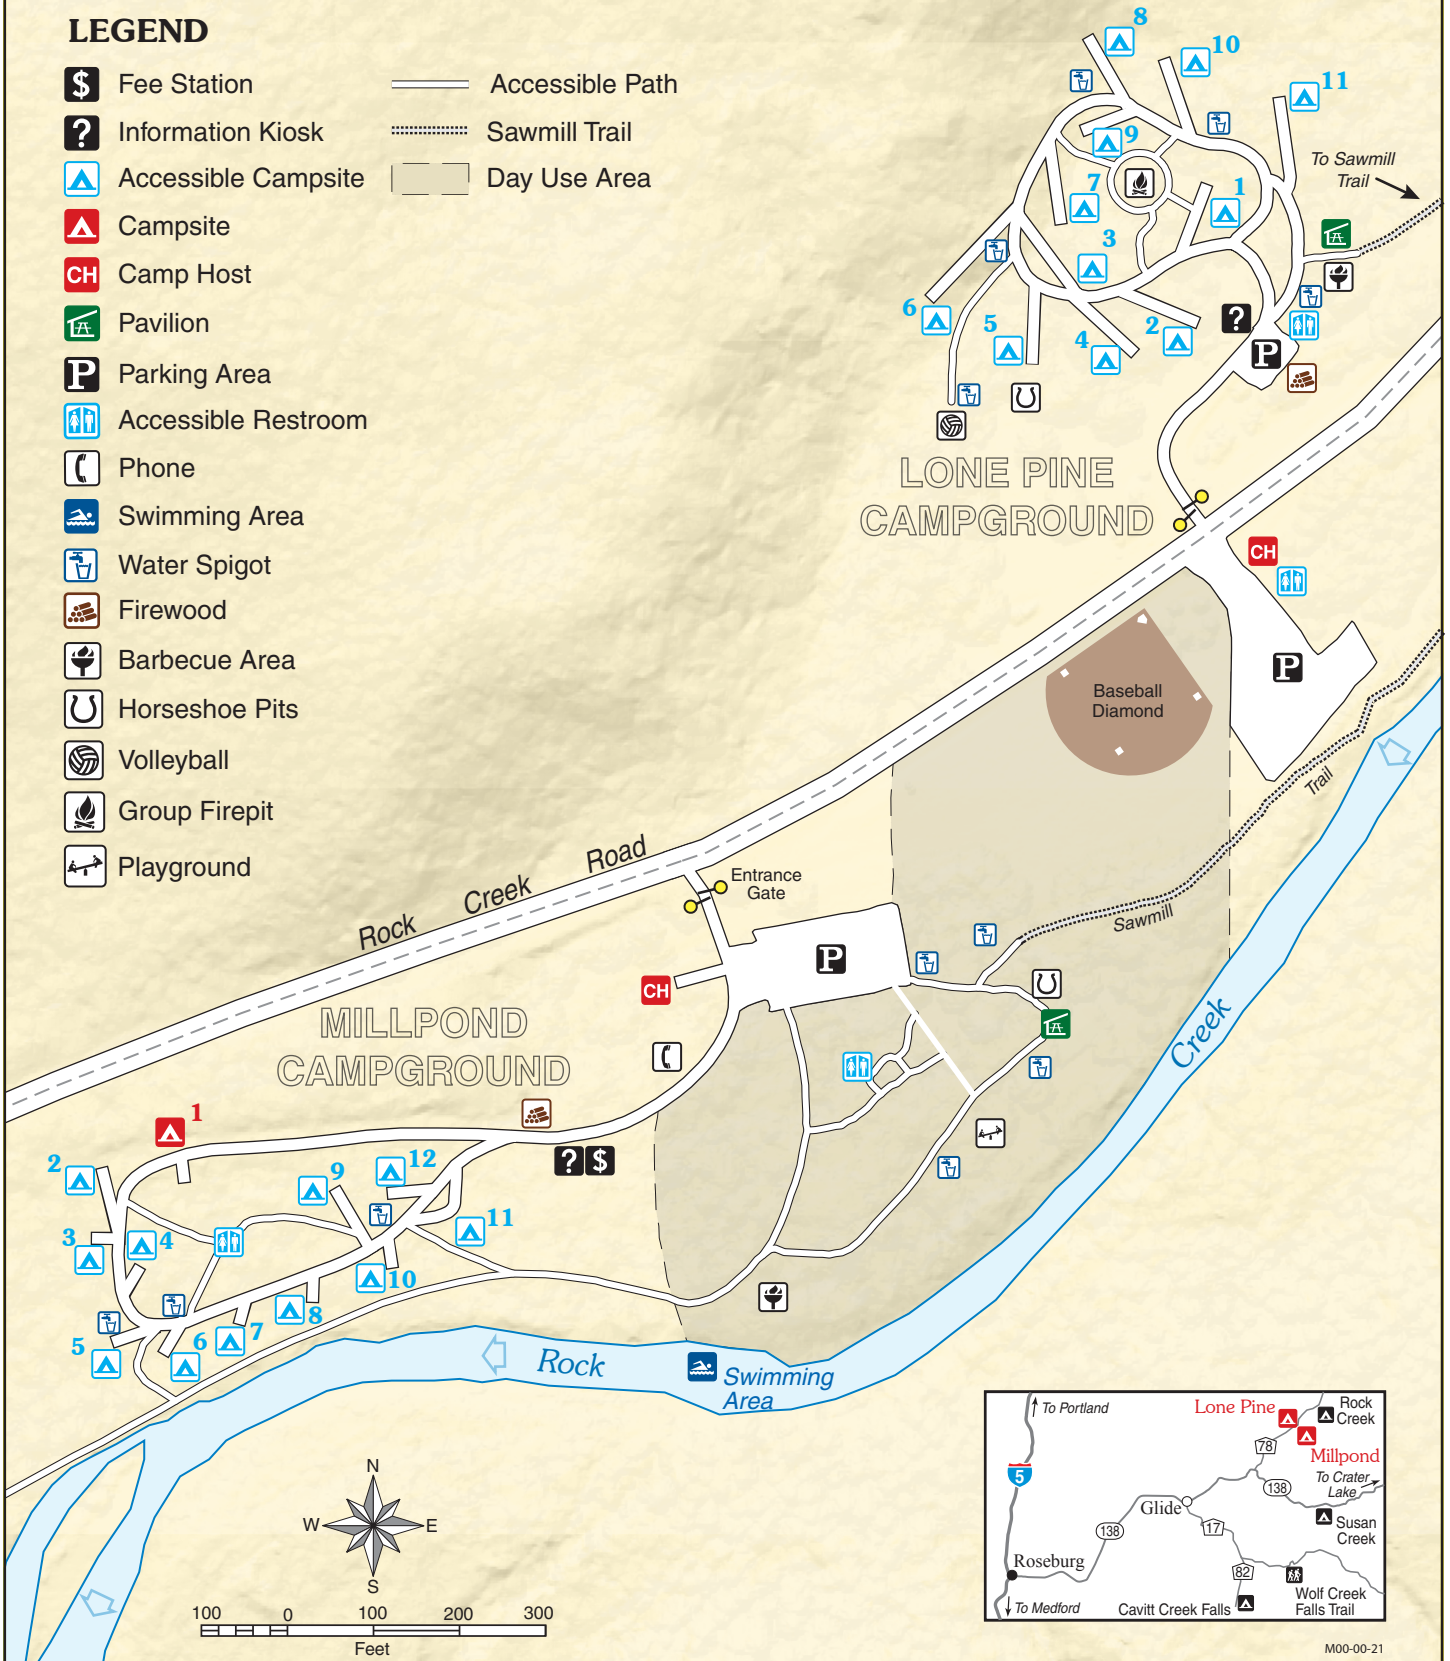 LEGEND
$ Fee Station
? Information Kiosk
Accessible Campsite
Campsite
CH Camp Host
Pavilion
P Parking Area
Accessible Restroom
Phone
Swimming Area
Water Spigot
Firewood
Barbecue Area
Horseshoe Pits
Volleyball
Group Firepit
Playground
Accessible Path
Sawmill Trail
Day Use Area
8
10
11
9
7
1
3
6
5
4
2
To Sawmill
Trail
?
P
LONE PINE
CAMPGROUND
CH
P
Baseball
Diamond
Trail
Sawmill
Rock Creek Road
Entrance
Gate
P
CH
MILLPOND
CAMPGROUND
? $
1
2
3
4
5
6
7
8
9
10
11
12
Creek
Rock
Swimming
Area
N
W
E
S
100 0 100 200 300
Feet
To Portland
5
Lone Pine
Rock
Creek
78
Millpond
To Crater
Lake
138
Glide
17
138
Susan
Creek
Roseburg
82
Wolf Creek
Falls Trail
To Medford
Cavitt Creek Falls
M00-00-21